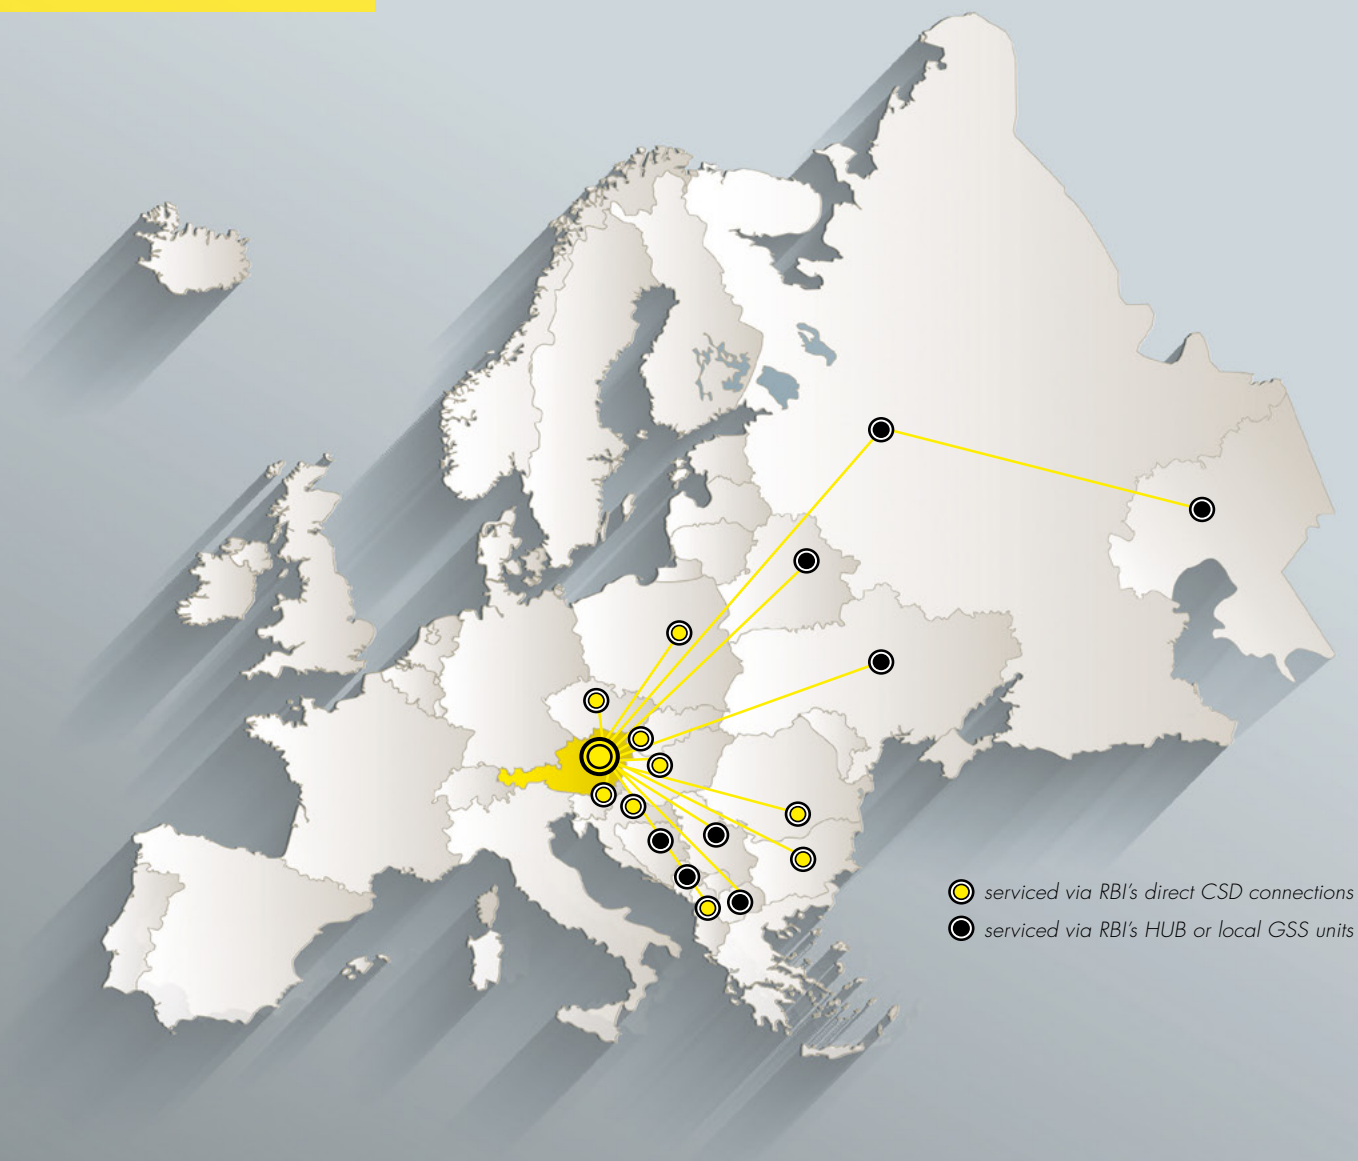 serviced via RBI's direct CSD connections
serviced via RBI's HUB or local GSS units